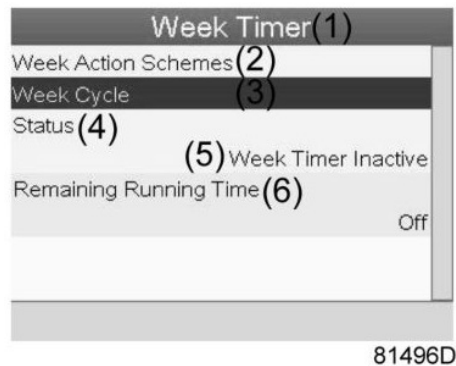 Week Timer(1)
Week Action Schemes(2)
Week Cycle (3)
Status(4)
(5)Week Timer Inactive
Remaining Running Time(6)
Off
81496D